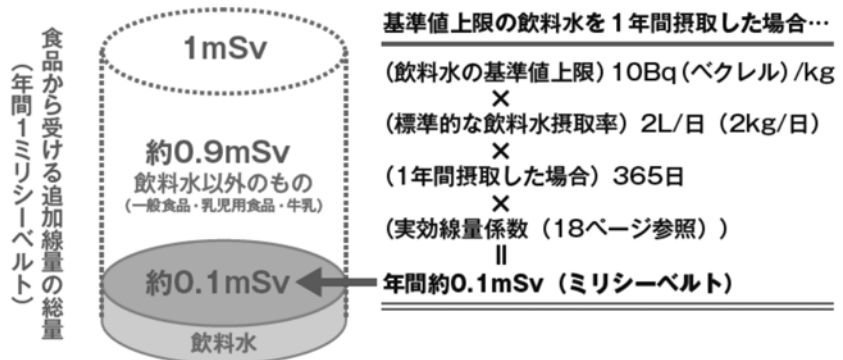 食品から受ける追加線量の総量
（年間１ミリシーベルト）
1mSv
約0.9mSv
飲料水以外のもの
（一般食品・乳児用食品・牛乳）
約0.1mSv
飲料水
基準値上限の飲料水を１年間摂取した場合…
（飲料水の基準値上限）10Bq（ベクレル）/kg
×
（標準的な飲料水摂取率）2L/日（2kg/日）
×
（1年間摂取した場合）365日
×
（実効線量係数（18ページ参照））
＝
年間約0.1mSv（ミリシーベルト）